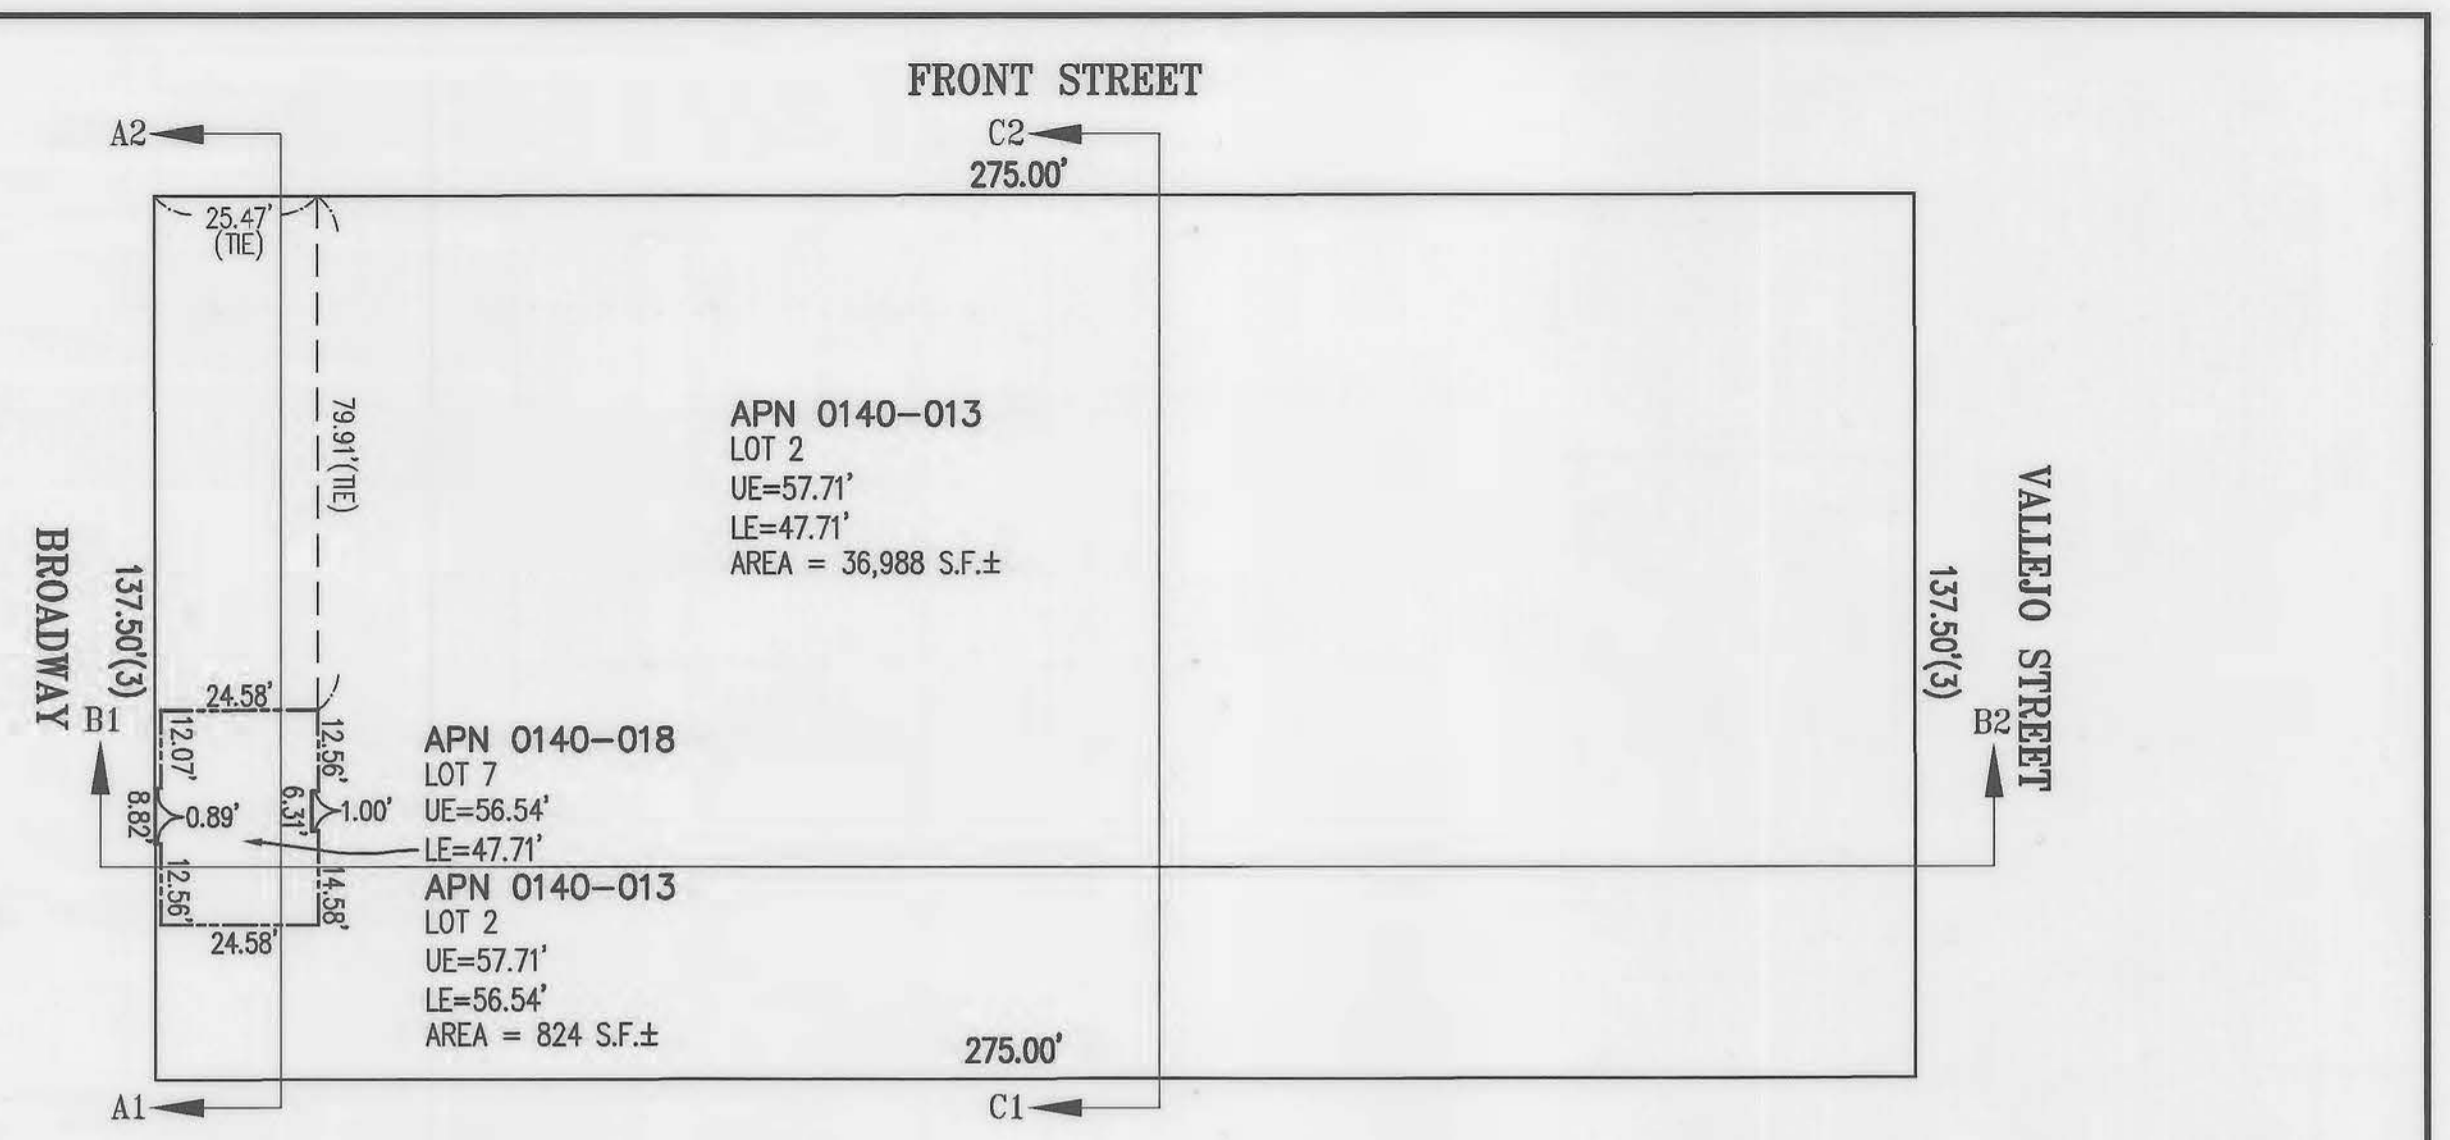 FRONT STREET
A2
C2
275.00'
25.47'
(TIE)
79.91'(TIE)
APN 0140-013
LOT 2
UE=57.71'
LE=47.71'
AREA = 36,988 S.F.±
BROADWAY
137.50'(3)
VALLEJO STREET
137.50'(3)
24.58'
B1
B2
12.07'
12.56'
8.82'
0.89'
6.31'
1.00'
12.56'
14.58'
24.58'
APN 0140-018
LOT 7
UE=56.54'
LE=47.71'
APN 0140-013
LOT 2
UE=57.71'
LE=56.54'
AREA = 824 S.F.±
275.00'
A1
C1